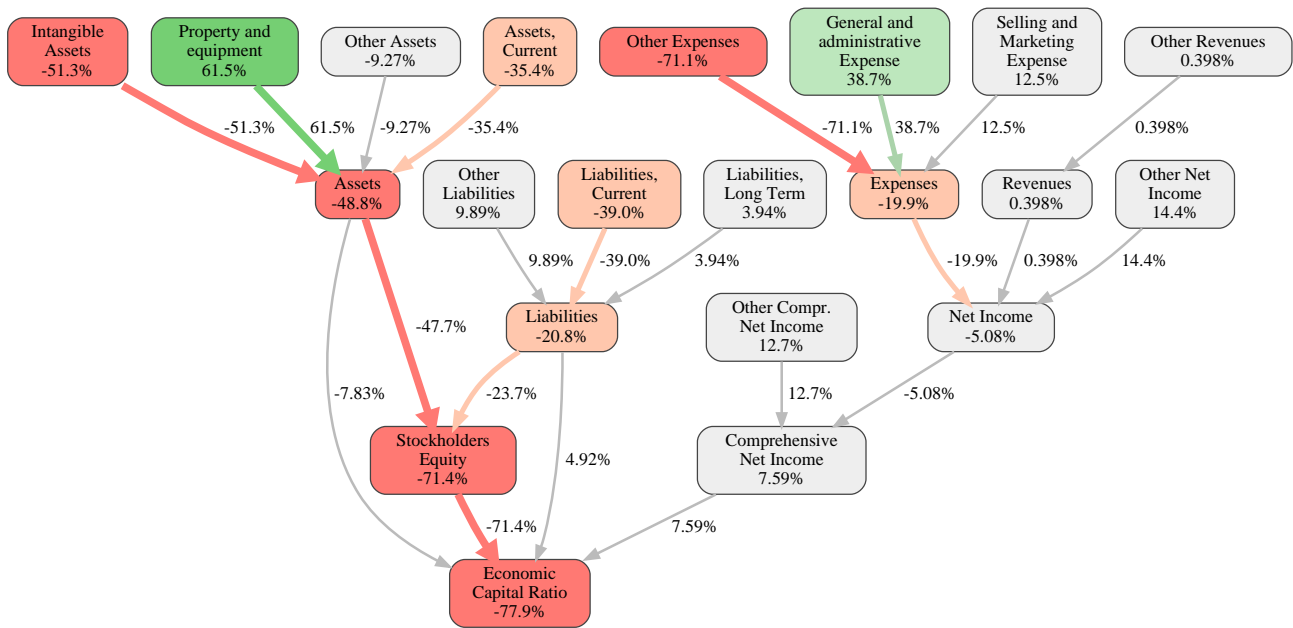 Intangible
Assets
-51.3%
Property and
equipment
61.5%
Other Assets
-9.27%
Assets,
Current
-35.4%
Other Expenses
-71.1%
General and
administrative
Expense
38.7%
Selling and
Marketing
Expense
12.5%
Other Revenues
0.398%
-51.3%
61.5%
-9.27%
-35.4%
-71.1%
38.7%
12.5%
0.398%
Assets
-48.8%
Other
Liabilities
9.89%
Liabilities,
Current
-39.0%
Liabilities,
Long Term
3.94%
Expenses
-19.9%
Revenues
0.398%
Other Net
Income
14.4%
9.89%
-39.0%
3.94%
-19.9%
0.398%
14.4%
-47.7%
Liabilities
-20.8%
Other Compr.
Net Income
12.7%
Net Income
-5.08%
-7.83%
-23.7%
12.7%
-5.08%
Stockholders
Equity
-71.4%
4.92%
Comprehensive
Net Income
7.59%
-71.4%
7.59%
Economic
Capital Ratio
-77.9%